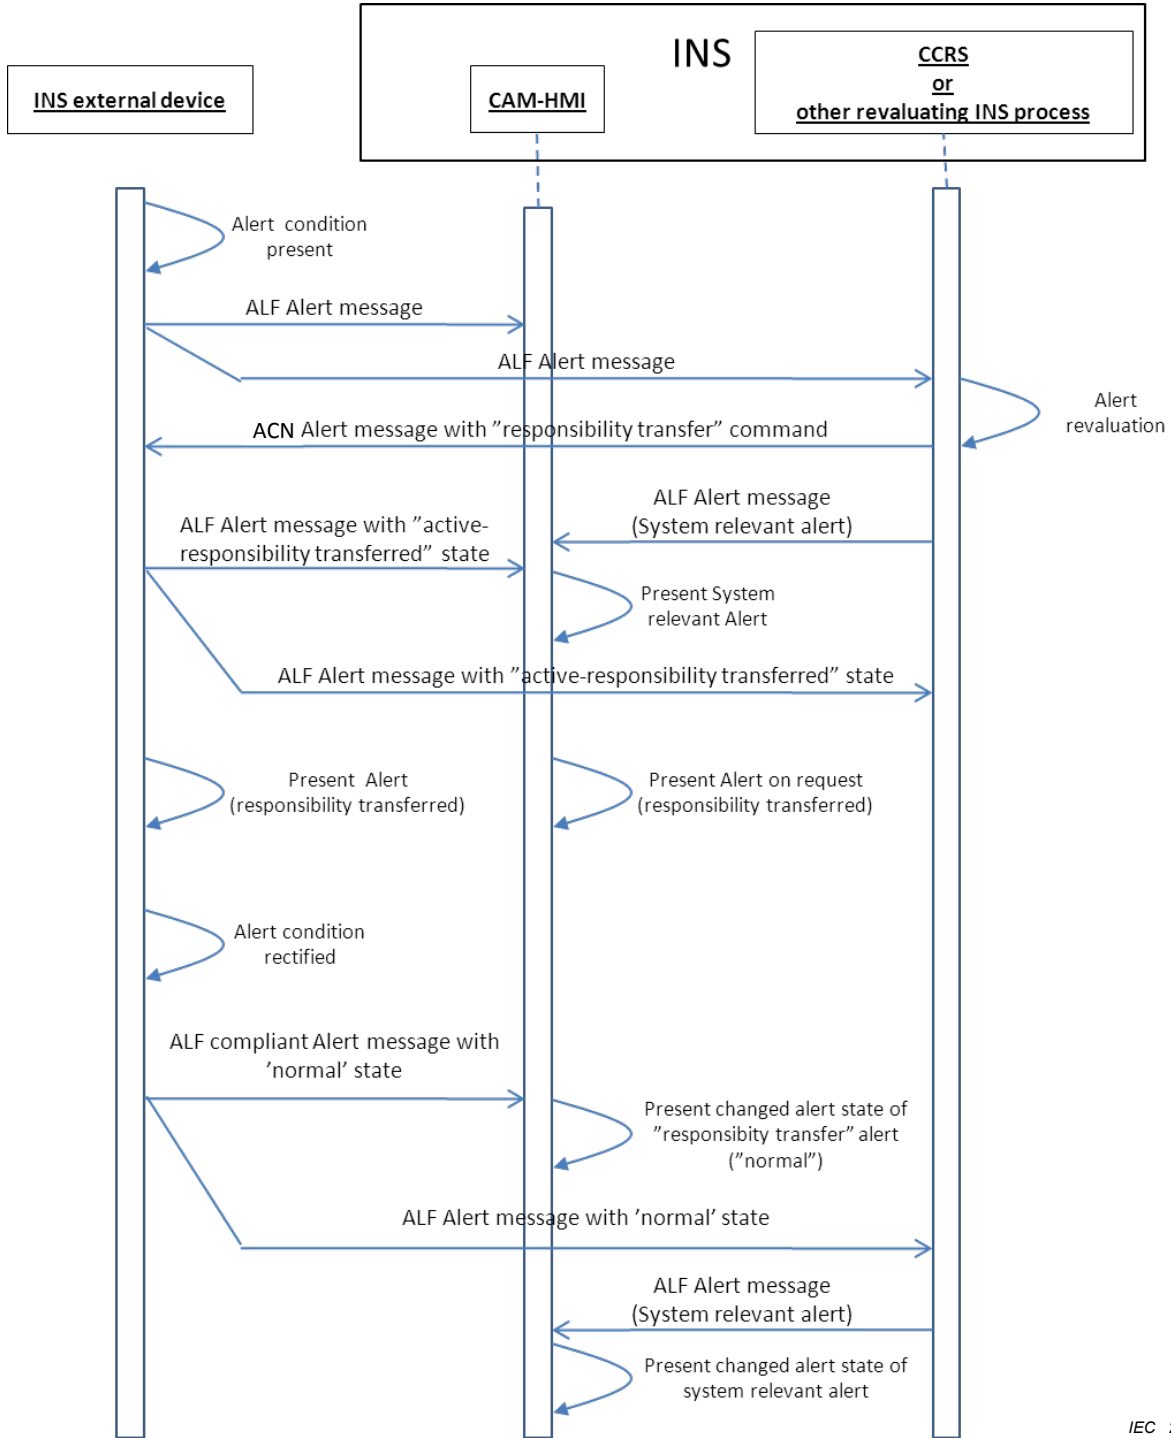 INS
INS external device
CAM-HMI
CCRS
or
other revaluating INS process
Alert condition
present
ALF Alert message
ALF Alert message
Alert
revaluation
ACN Alert message with ”responsibility transfer” command
ALF Alert message
(System relevant alert)
ALF Alert message with ”active-
responsibility transferred” state
Present System
relevant Alert
ALF Alert message with ”active-responsibility transferred” state
Present Alert
(responsibility transferred)
Present Alert on request
(responsibility transferred)
Alert condition
rectified
ALF compliant Alert message with
’normal’ state
Present changed alert state of
”responsibity transfer” alert
(”normal”)
ALF Alert message with ’normal’ state
ALF Alert message
(System relevant alert)
Present changed alert state of
system relevant alert
IEC